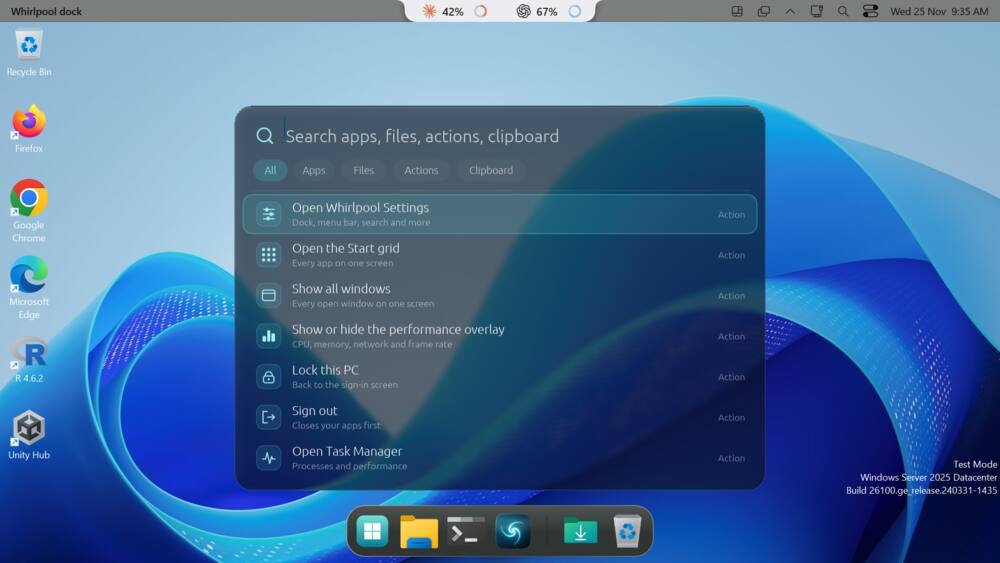 Whirlpool dock
42%
67%
Wed 25 Nov 9:35 AM
Recycle Bin
Firefox
Google
Chrome
Microsoft
Edge
R 4.6.2
Unity Hub
Search apps, files, actions, clipboard
All Apps Files Actions Clipboard
Open Whirlpool Settings
Dock, menu bar, search and more
Action
Open the Start grid
Every app on one screen
Action
Show all windows
Every open window on one screen
Action
Show or hide the performance overlay
CPU, memory, network and frame rate
Action
Lock this PC
Back to the sign-in screen
Action
Sign out
Closes your apps first
Action
Open Task Manager
Processes and performance
Action
Test Mode
Windows Server 2025 Datacenter
Build 26100.ge_release.240331-1435